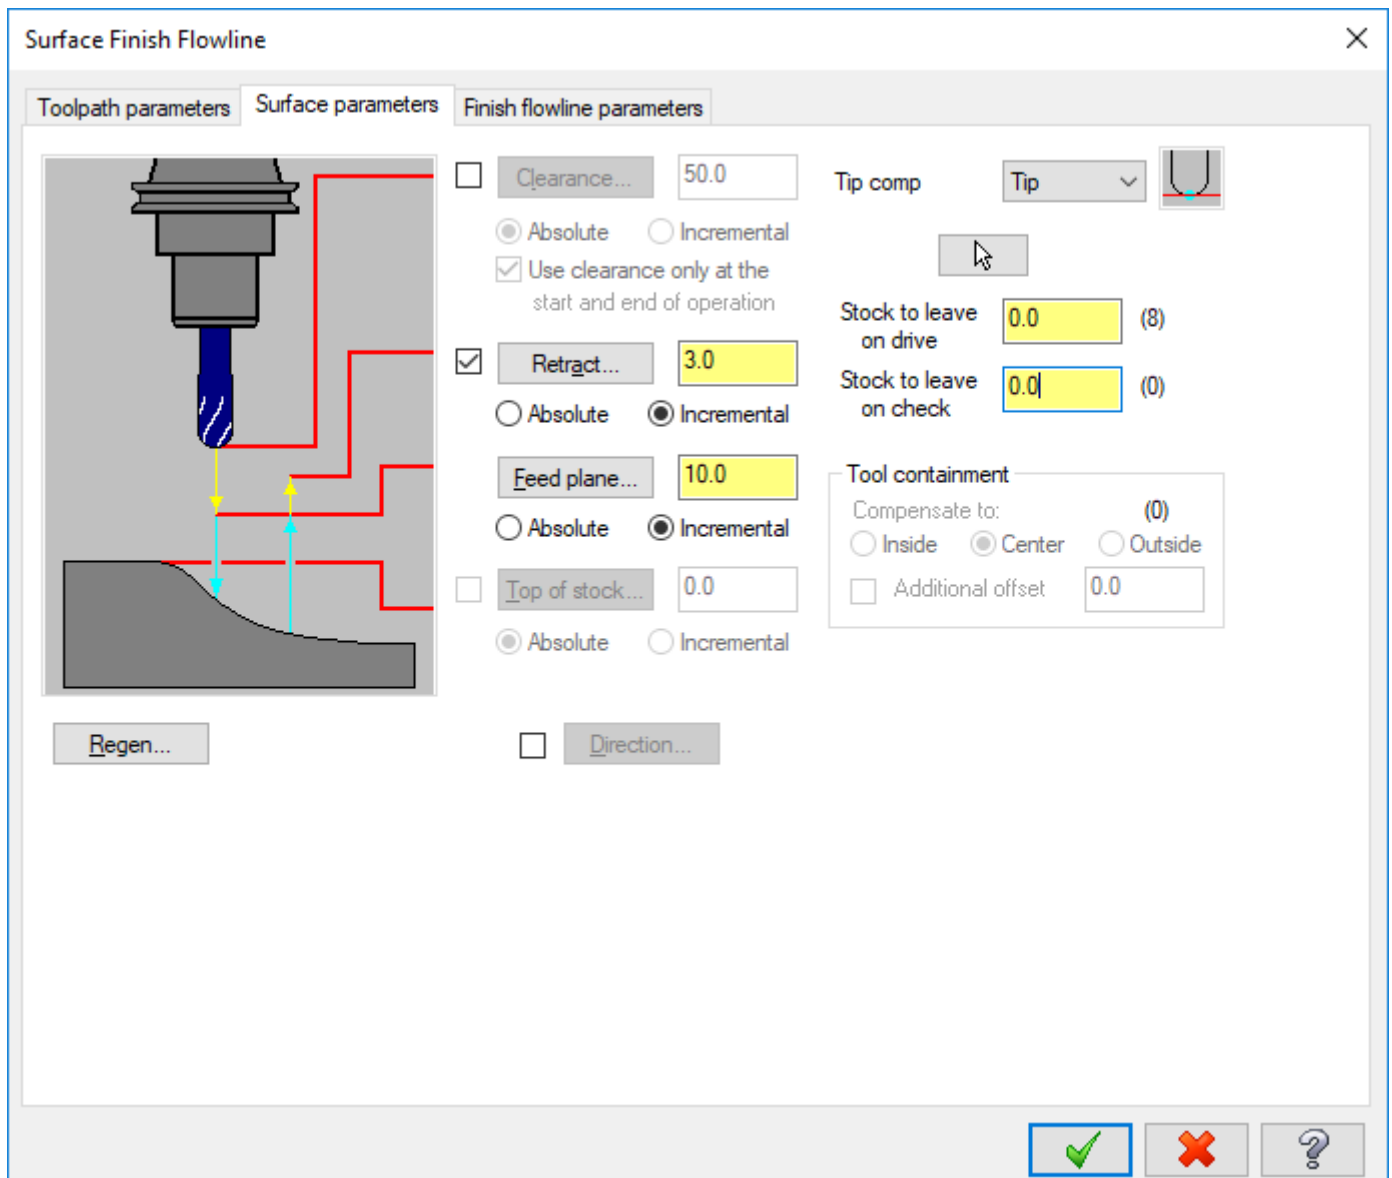 Surface Finish Flowline
Toolpath parameters
Surface parameters
Finish flowline parameters
Clearance...
50.0
Absolute
Incremental
Use clearance only at the
start and end of operation
Retract...
3.0
Absolute
Incremental
Feed plane...
10.0
Absolute
Incremental
Top of stock...
0.0
Absolute
Incremental
Tip comp
Tip
Stock to leave
on drive
0.0
(8)
Stock to leave
on check
0.0
(0)
Tool containment
Compensate to:
(0)
Inside
Center
Outside
Additional offset
0.0
Regen...
Direction...